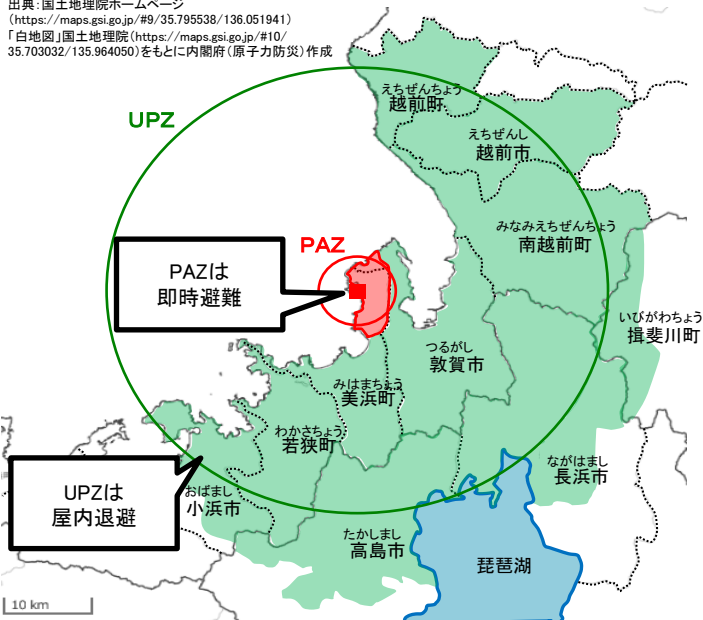 出典:国土地理院ホームページ
(https://maps.gsi.go.jp/#9/35.795538/136.051941)
「白地図」国土地理院(https://maps.gsi.go.jp/#10/
35.703032/135.964050)をもとに内閣府(原子力防災)作成
えちぜんちょう
越前町
UPZ
えちぜんし
越前市
みなみえちぜんちょう
南越前町
PAZ
PAZは
即時避難
いびがわちょう
揖斐川町
つるがし
敦賀市
みはまちょう
美浜町
わかさちょう
若狭町
ながはまし
長浜市
UPZは
屋内退避
おばまし
小浜市
たかしまし
高島市
琵琶湖
10 km